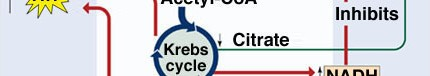 Acetyl-CoA
Inhibits
Citrate
Krebs
cycle
NADH